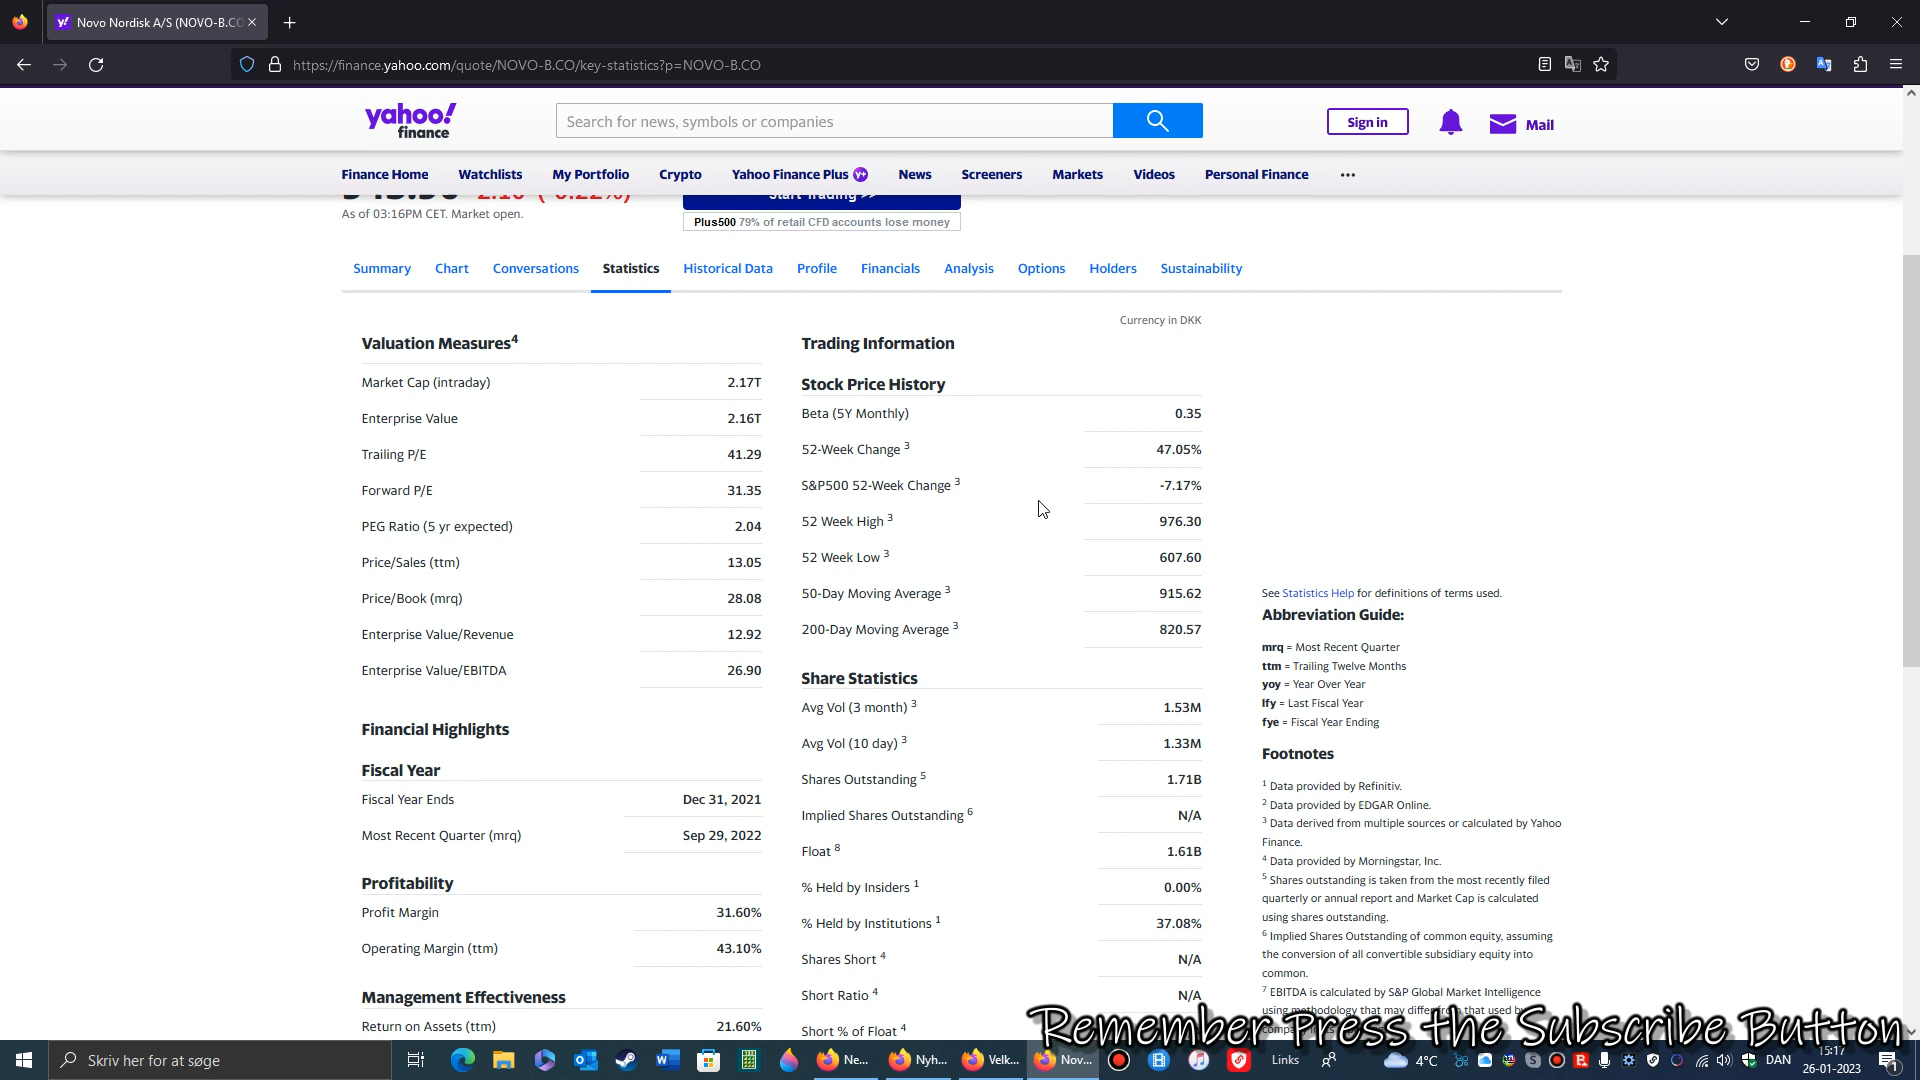 Novo Nordisk A/S (NOVO-B.CO
https://finance.yahoo.com/quote/NOVO-B.CO/key-statistics?p=NOVO-B.CO
yahoo!
finance
Search for news, symbols or companies
Sign in
Mail
Finance Home Watchlists My Portfolio Crypto Yahoo Finance Plus News Screeners Markets Videos Personal Finance ...
Start Trading >>
As of 03:16PM CET. Market open.
Plus500 79% of retail CFD accounts lose money
Summary Chart Conversations Statistics Historical Data Profile Financials Analysis Options Holders Sustainability
Currency in DKK
Valuation Measures4
Market Cap (intraday) 2.17T
Enterprise Value 2.16T
Trailing P/E 41.29
Forward P/E 31.35
PEG Ratio (5 yr expected) 2.04
Price/Sales (ttm) 13.05
Price/Book (mrq) 28.08
Enterprise Value/Revenue 12.92
Enterprise Value/EBITDA 26.90
Financial Highlights
Fiscal Year
Fiscal Year Ends Dec 31, 2021
Most Recent Quarter (mrq) Sep 29, 2022
Profitability
Profit Margin 31.60%
Operating Margin (ttm) 43.10%
Management Effectiveness
Return on Assets (ttm) 21.60%
Trading Information
Stock Price History
Beta (5Y Monthly) 0.35
52-Week Change 3 47.05%
S&P500 52-Week Change 3 -7.17%
52 Week High 3 976.30
52 Week Low 3 607.60
50-Day Moving Average 3 915.62
200-Day Moving Average 3 820.57
Share Statistics
Avg Vol (3 month) 3 1.53M
Avg Vol (10 day) 3 1.33M
Shares Outstanding 5 1.71B
Implied Shares Outstanding 6 N/A
Float 8 1.61B
% Held by Insiders 1 0.00%
% Held by Institutions 1 37.08%
Shares Short 4 N/A
Short Ratio 4 N/A
Short % of Float 4
See Statistics Help for definitions of terms used.
Abbreviation Guide:
mrq = Most Recent Quarter
ttm = Trailing Twelve Months
yoy = Year Over Year
lfy = Last Fiscal Year
fye = Fiscal Year Ending
Footnotes
1 Data provided by Refinitiv.
2 Data provided by EDGAR Online.
3 Data derived from multiple sources or calculated by Yahoo
Finance.
4 Data provided by Morningstar, Inc.
5 Shares outstanding is taken from the most recently filed
quarterly or annual report and Market Cap is calculated
using shares outstanding.
6 Implied Shares Outstanding of common equity, assuming
the conversion of all convertible subsidiary equity into
common.
7 EBITDA is calculated by S&P Global Market Intelligence
using methodology that may differ from that used by
Remember Press the Subscribe Button
Skriv her for at søge
Ne...
Nyh...
Velk...
Nov...
Links
4°C
DAN
15:17
26-01-2023
1